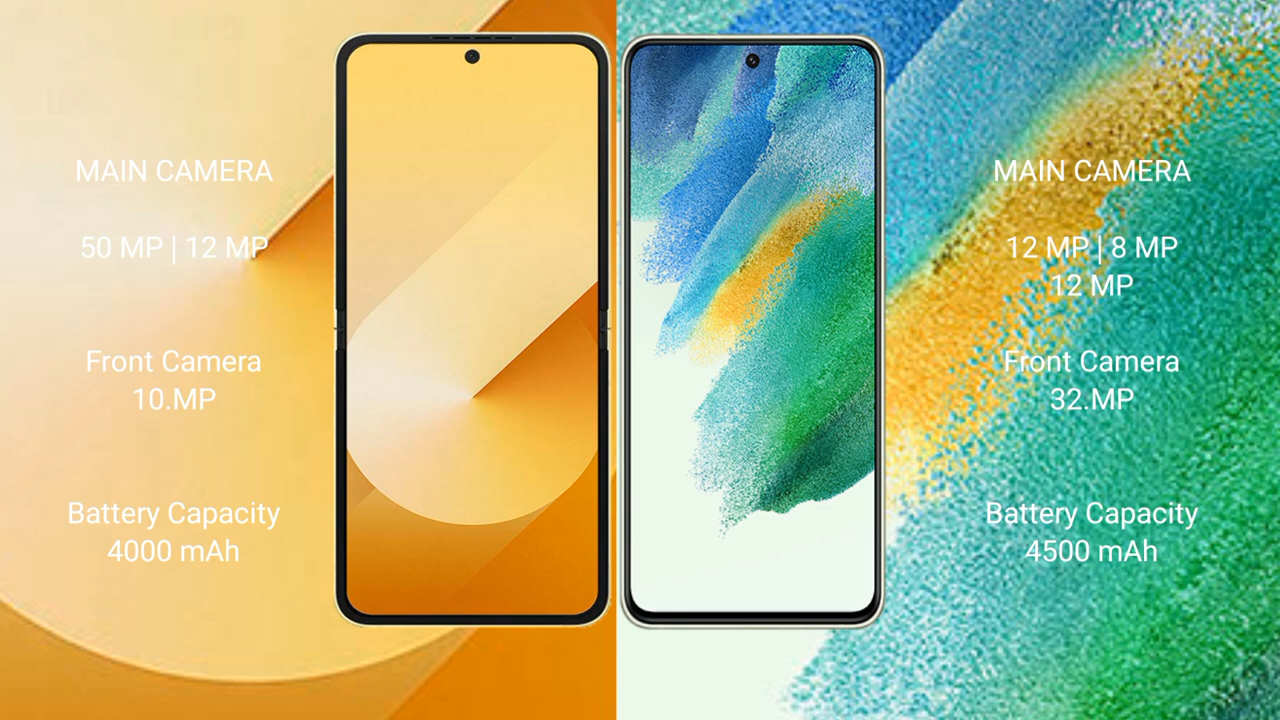 MAIN CAMERA
50 MP | 12 MP
Front Camera
10.MP
Battery Capacity
4000 mAh
MAIN CAMERA
12 MP | 8 MP
12 MP
Front Camera
32.MP
Battery Capacity
4500 mAh